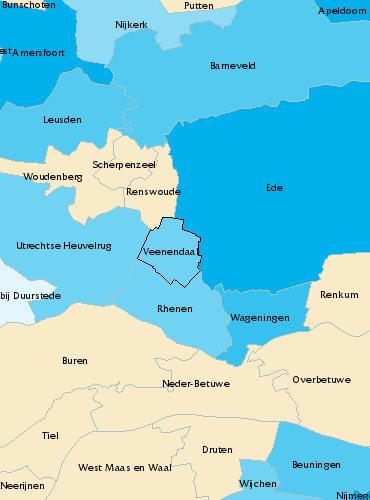 Bunschoten
Putten
Apeldoorn
Nijkerk
est
Amersfoort
Barneveld
Leusden
Scherpenzeel
Woudenberg
Renswoude
Ede
Utrechtse Heuvelrug
Veenendaal
bij Duurstede
Renkum
Rhenen
Wageningen
Buren
Neder-Betuwe
Overbetuwe
Tiel
Druten
West Maas en Waal
Beuningen
Neerijnen
Wijchen
Nijmege